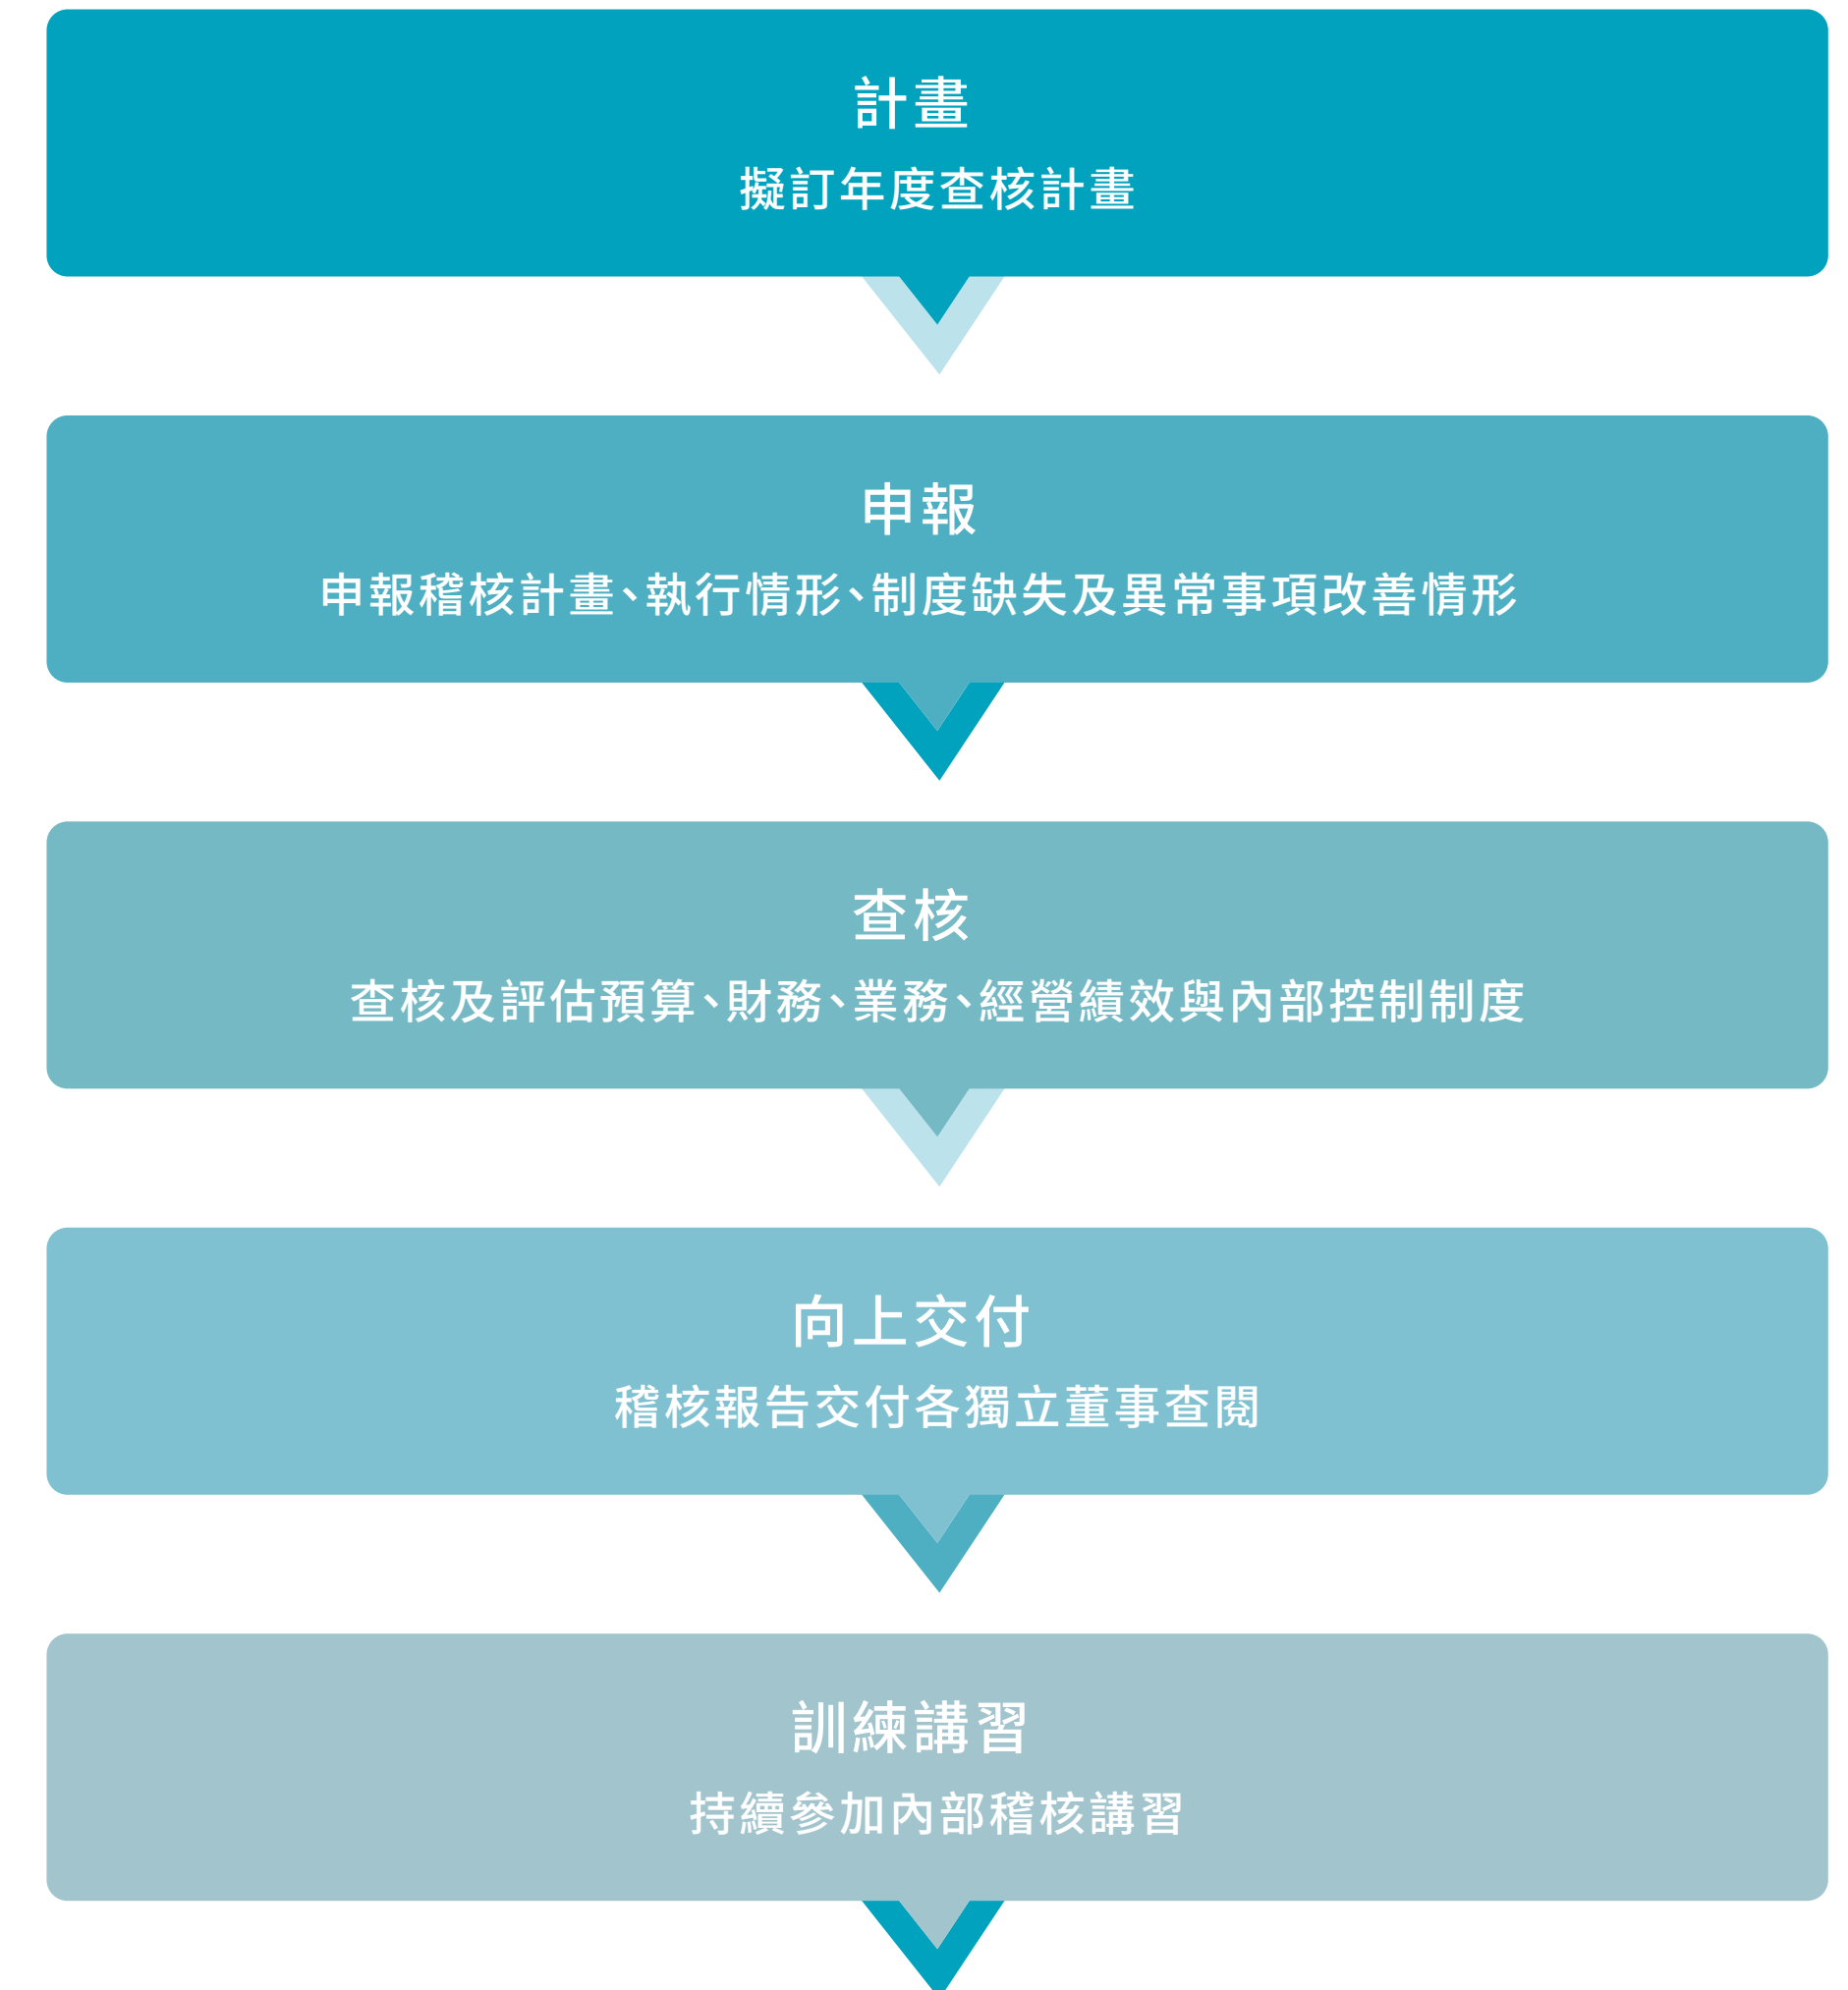 計畫
擬訂年度查核計畫
申報
申報稽核計畫、執行情形、制度缺失及異常事項改善情形
查核
查核及評估預算、財務、業務、經營績效與內部控制制度
向上交付
稽核報告交付各獨立董事查閱
訓練講習
持續參加內部稽核講習